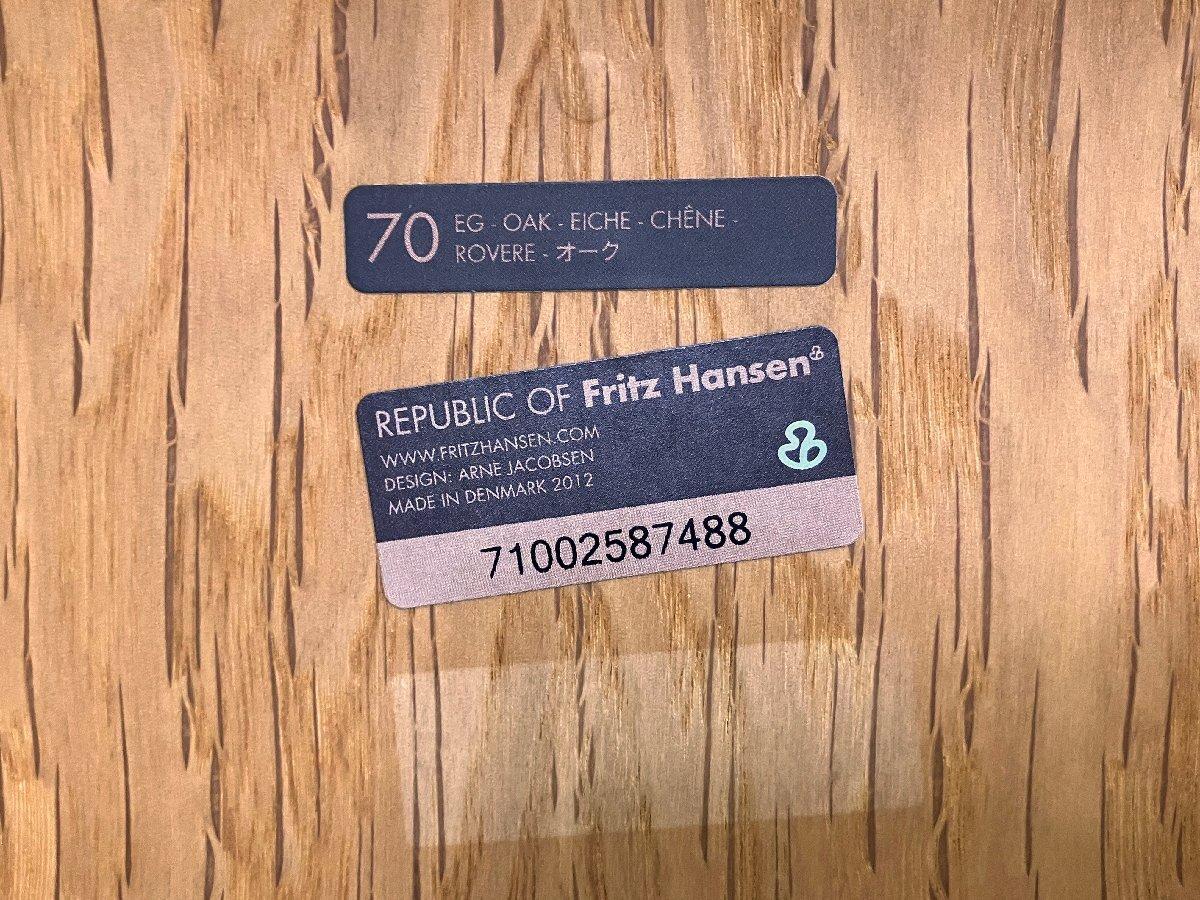 70 EG - OAK - EICHE - CHÊNE -
ROVERE - オーク
REPUBLIC OF Fritz Hansen
WWW.FRITZHANSEN.COM
DESIGN: ARNE JACOBSEN
MADE IN DENMARK 2012
71002587488